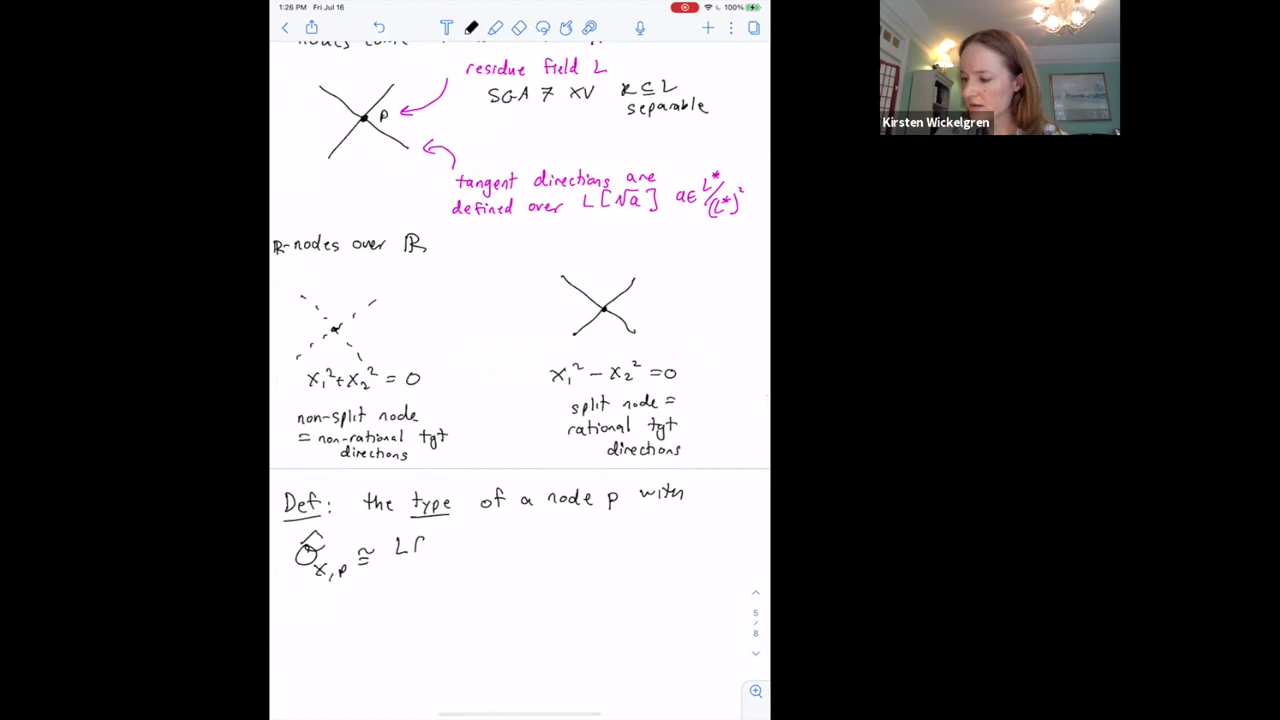 1:26 PM Fri Jul 16
100%
residue field L
SGA 7 XV k ⊆ L
separable
P
tangent directions are
defined over L[√a] a∈ L*/(L*)²
k-nodes over ℝ
x₁²+x₂² = 0
non-split node
= non-rational tgt
directions
x₁² − x₂² = 0
split node =
rational tgt
directions
Def: the type of a node p with
Ô_{X,p} ≅ L[
5
/
8
Kirsten Wickelgren